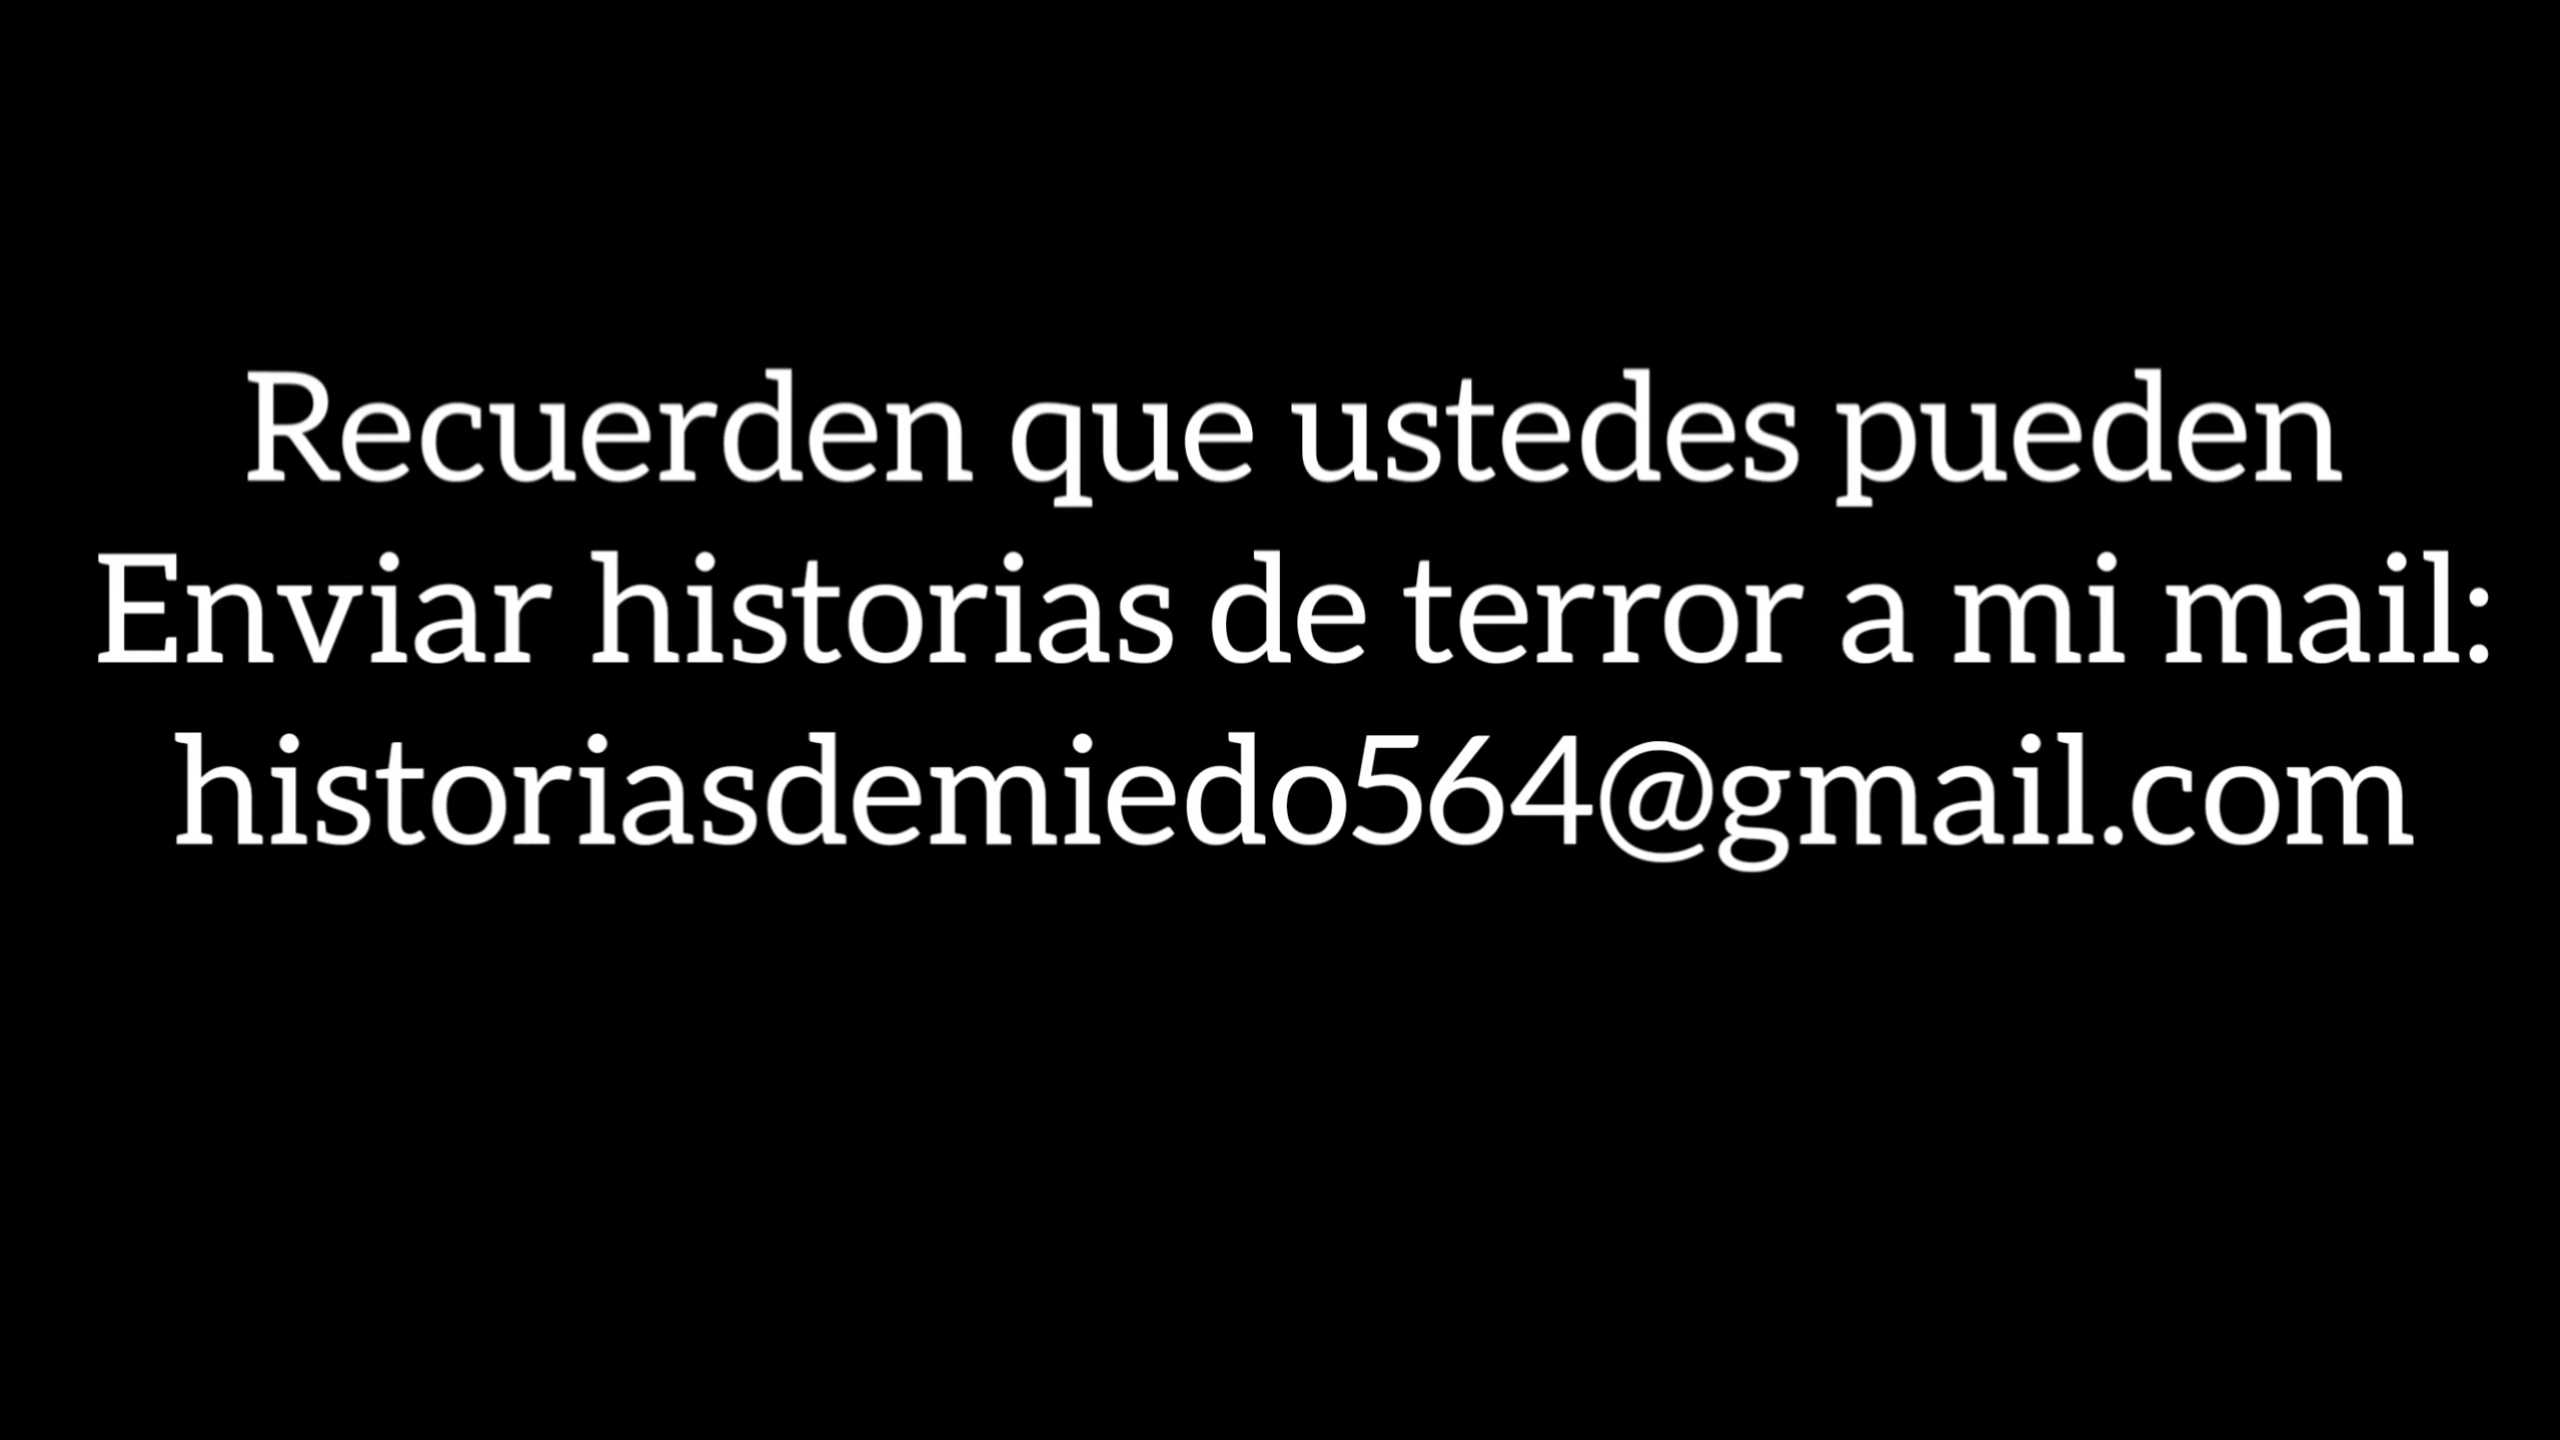 Recuerden que ustedes pueden
Enviar historias de terror a mi mail:
historiasdemiedo564@gmail.com